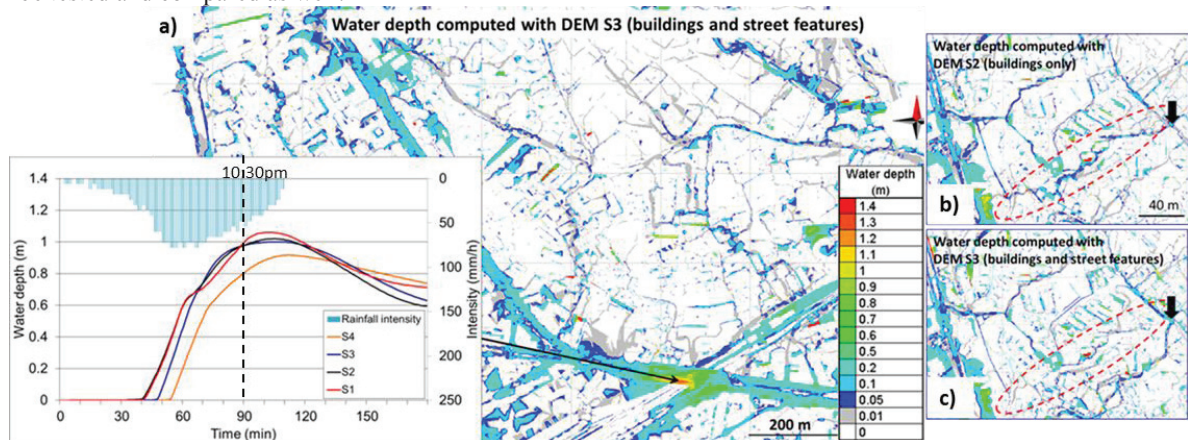 a)
Water depth computed with DEM S3 (buildings and street features)
10:30pm
1.4
1.2
1
0.8
0.6
0.4
0.2
0
Water depth (m)
0
50
100
150
200
250
Intensity (mm/h)
0
30
60
90
120
150
Time (min)
Rainfall intensity
S4
S3
S2
S1
Water depth
(m)
1.4
1.3
1.2
1.1
1
0.9
0.8
0.7
0.6
0.5
0.2
0.1
0.05
0.01
0
200 m
Water depth computed with
DEM S2 (buildings only)
b)
40 m
Water depth computed with
DEM S3 (buildings and street features)
c)